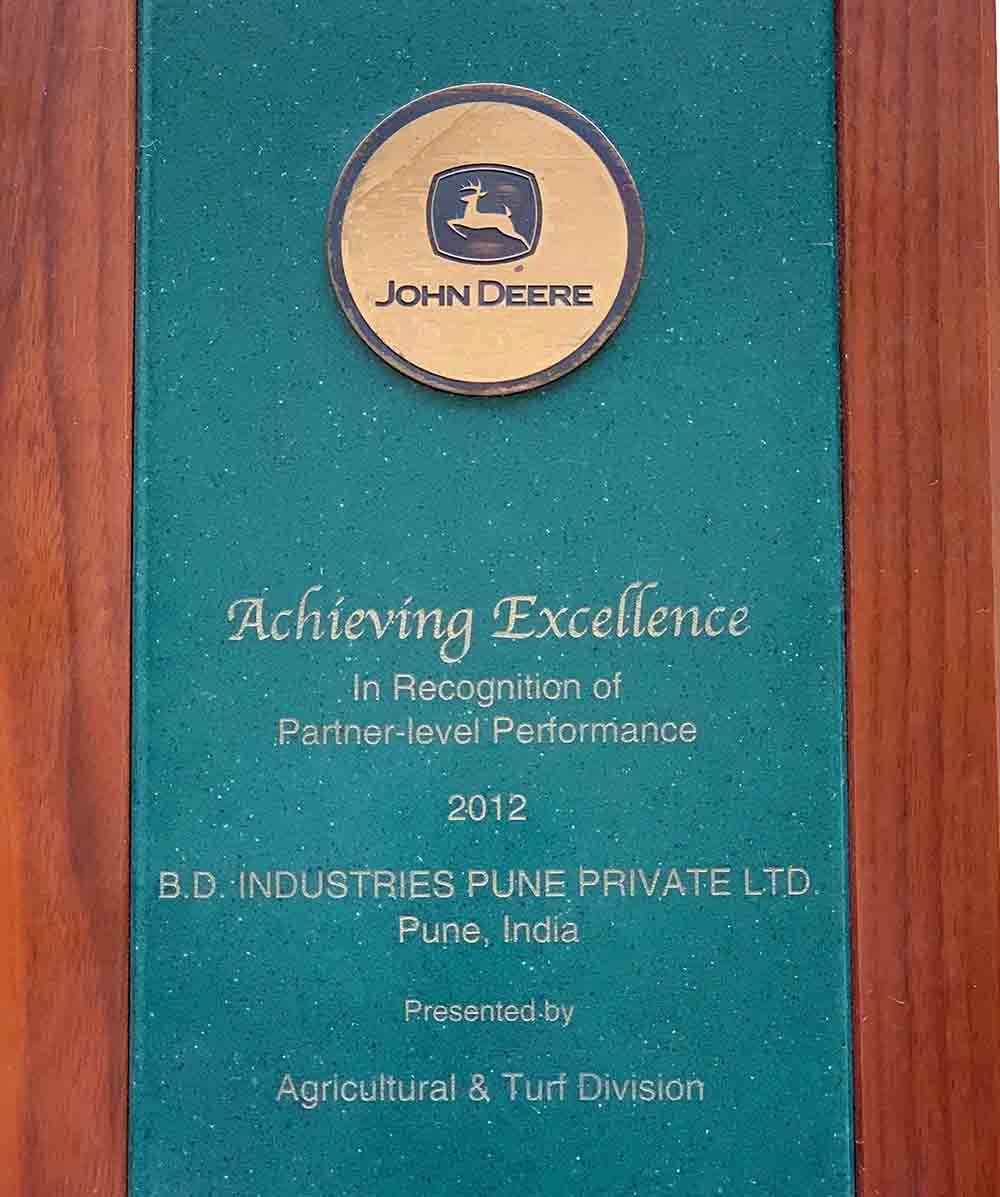 JOHN DEERE
Achieving Excellence
In Recognition of
Partner-level Performance
2012
B.D. INDUSTRIES PUNE PRIVATE LTD.
Pune, India
Presented by
Agricultural & Turf Division